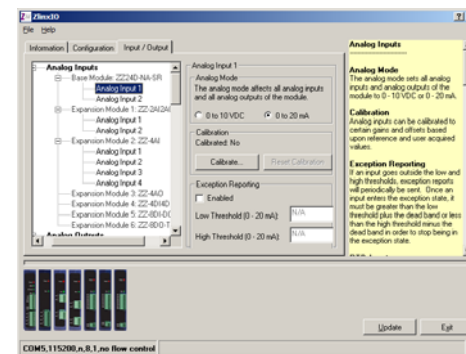 ZlinxIO
File Help
Information Configuration Input / Output
Analog Inputs
Base Module: ZZ24D-NA-SR
Analog Input 1
Analog Input 2
Expansion Module 1: ZZ-2AI2A
Analog Input 1
Analog Input 2
Expansion Module 2: ZZ-4AI
Analog Input 1
Analog Input 2
Analog Input 3
Analog Input 4
Expansion Module 3: ZZ-4AO
Expansion Module 4: ZZ-4DI4D
Expansion Module 5: ZZ-8DI-DC
Expansion Module 6: ZZ-8DO-T
Analog Outputs
Analog Input 1
Analog Mode
The analog mode affects all analog inputs
and all analog outputs of the module.
0 to 10 VDC 0 to 20 mA
Calibration
Calibrated: No
Calibrate... Reset Calibration
Exception Reporting
Enabled
Low Threshold (0 - 20 mA): N/A
High Threshold (0 - 20 mA): N/A
Analog Inputs
Analog Mode
The analog mode sets all analog
inputs and analog outputs of the
module to 0 - 10 VDC or 0 - 20 mA.
Calibration
Analog inputs can be calibrated to
certain gains and offsets based
upon reference and user acquired
values.
Exception Reporting
If an input goes outside the low and
high thresholds, exception reports
will periodically be sent. Once an
input enters the exception state, it
must be greater than the low
threshold plus the dead band or less
than the high threshold minus the
dead band in order to stop being in
the exception state.
Update Exit
COM5,115200,n,8,1,no flow control